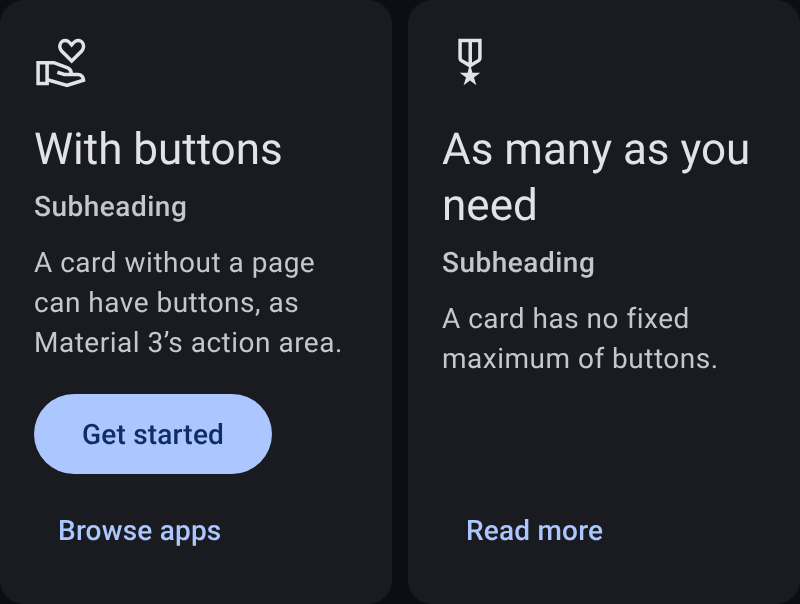 With buttons
Subheading
A card without a page
can have buttons, as
Material 3’s action area.
Get started
Browse apps
As many as you
need
Subheading
A card has no fixed
maximum of buttons.
Read more